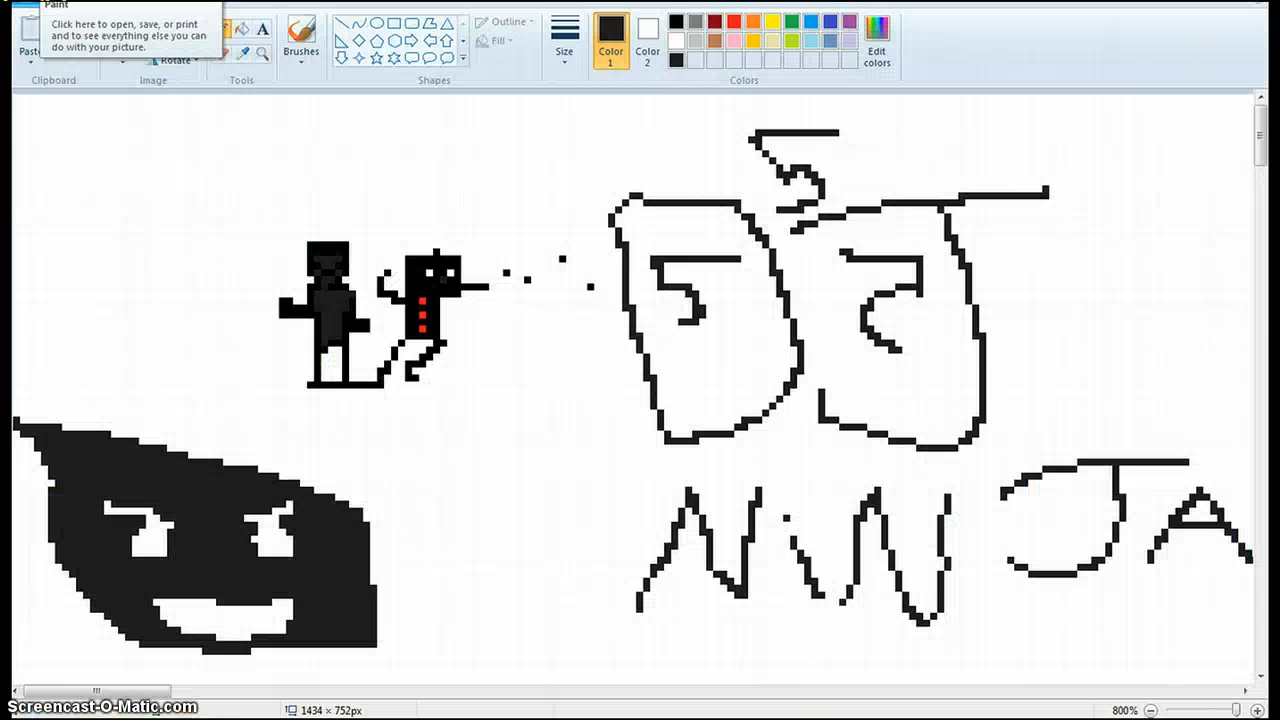 Paint
Click here to open, save, or print
and to see everything else you can
do with your picture.
Paste
Rotate
Brushes
Outline
Fill
Size
Color
1
Color
2
Edit
colors
Clipboard
Image
Tools
Shapes
Colors
5
NiNJA
Screencast-O-Matic.com
1434 × 752px
800%